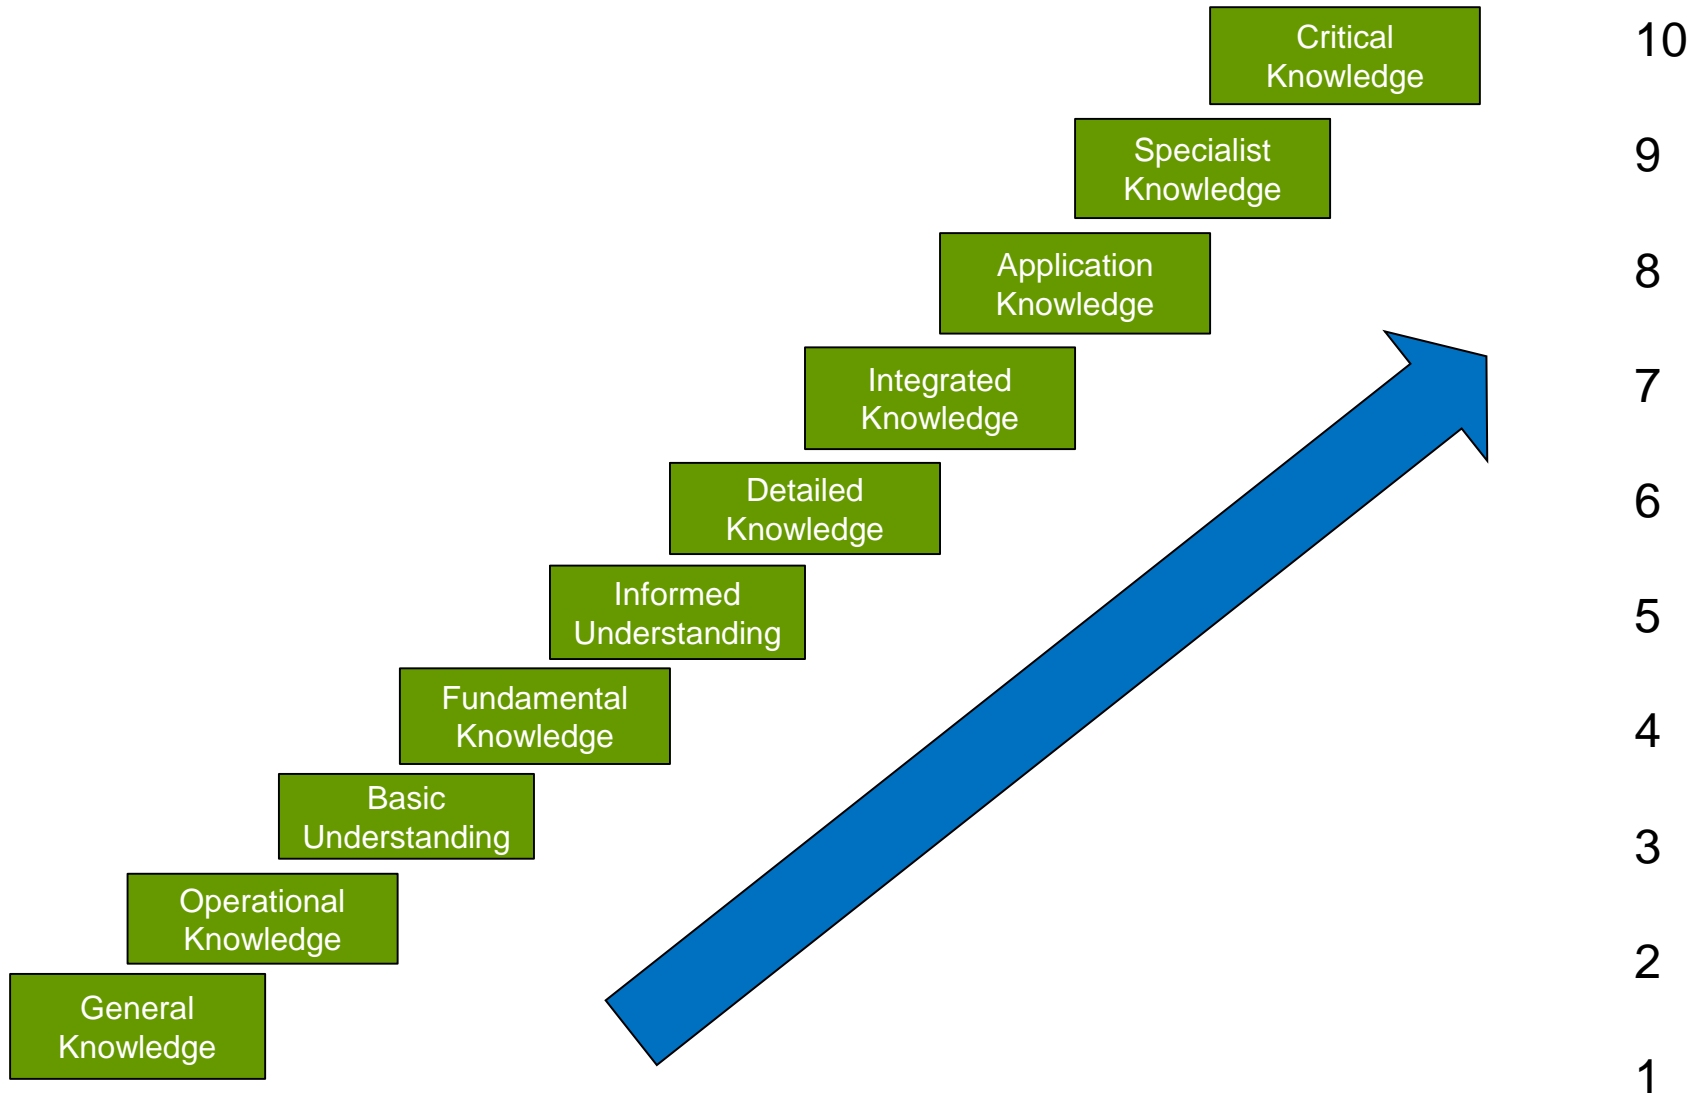 Critical
Knowledge
10
Specialist
Knowledge
9
Application
Knowledge
8
Integrated
Knowledge
7
Detailed
Knowledge
6
Informed
Understanding
5
Fundamental
Knowledge
4
Basic
Understanding
3
Operational
Knowledge
2
General
Knowledge
1